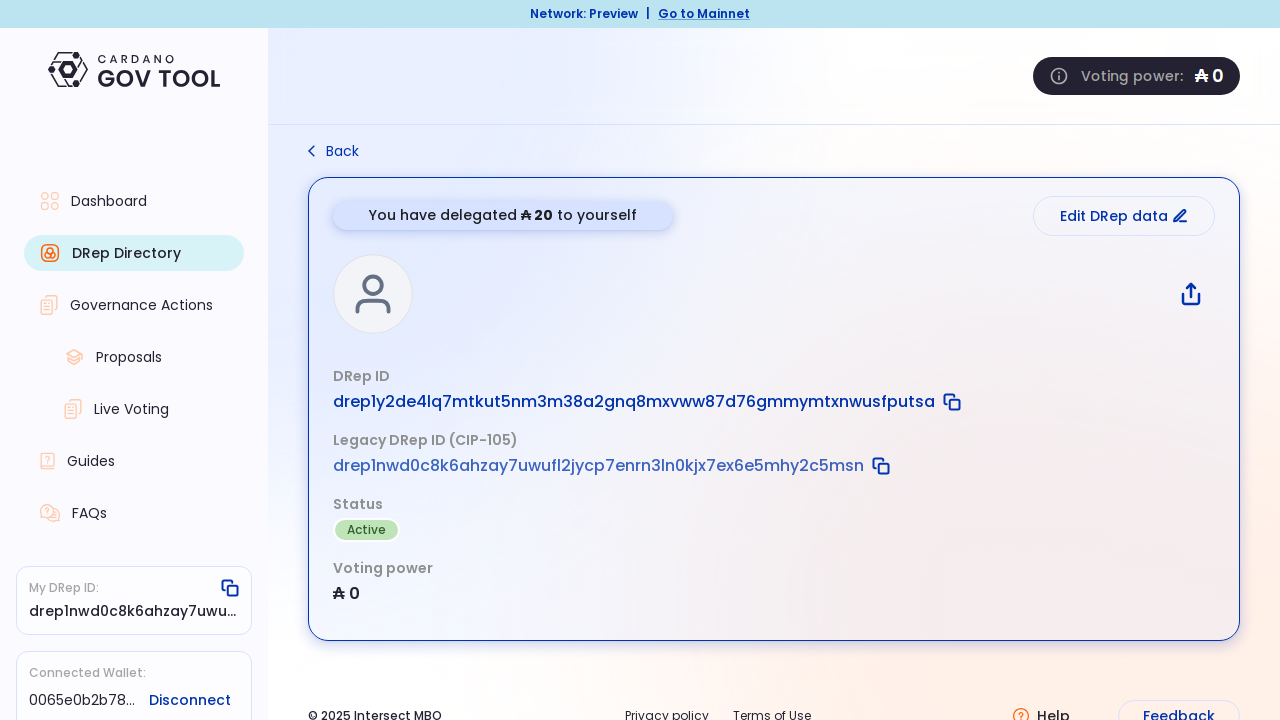 Network: Preview | Go to Mainnet
CARDANO
GOV TOOL
Voting power: ₳ 0
Back
Dashboard
DRep Directory
Governance Actions
Proposals
Live Voting
Guides
FAQs
My DRep ID:
drep1nwd0c8k6ahzay7uwu...
Connected Wallet:
0065e0b2b78... Disconnect
You have delegated ₳ 20 to yourself
Edit DRep data
DRep ID
drep1y2de4lq7mtkut5nm3m38a2gnq8mxvww87d76gmmymtxnwusfputsa
Legacy DRep ID (CIP-105)
drep1nwd0c8k6ahzay7uwufl2jycp7enrn3ln0kjx7ex6e5mhy2c5msn
Status
Active
Voting power
₳ 0
© 2025 Intersect MBO Privacy policy Terms of Use Help Feedback